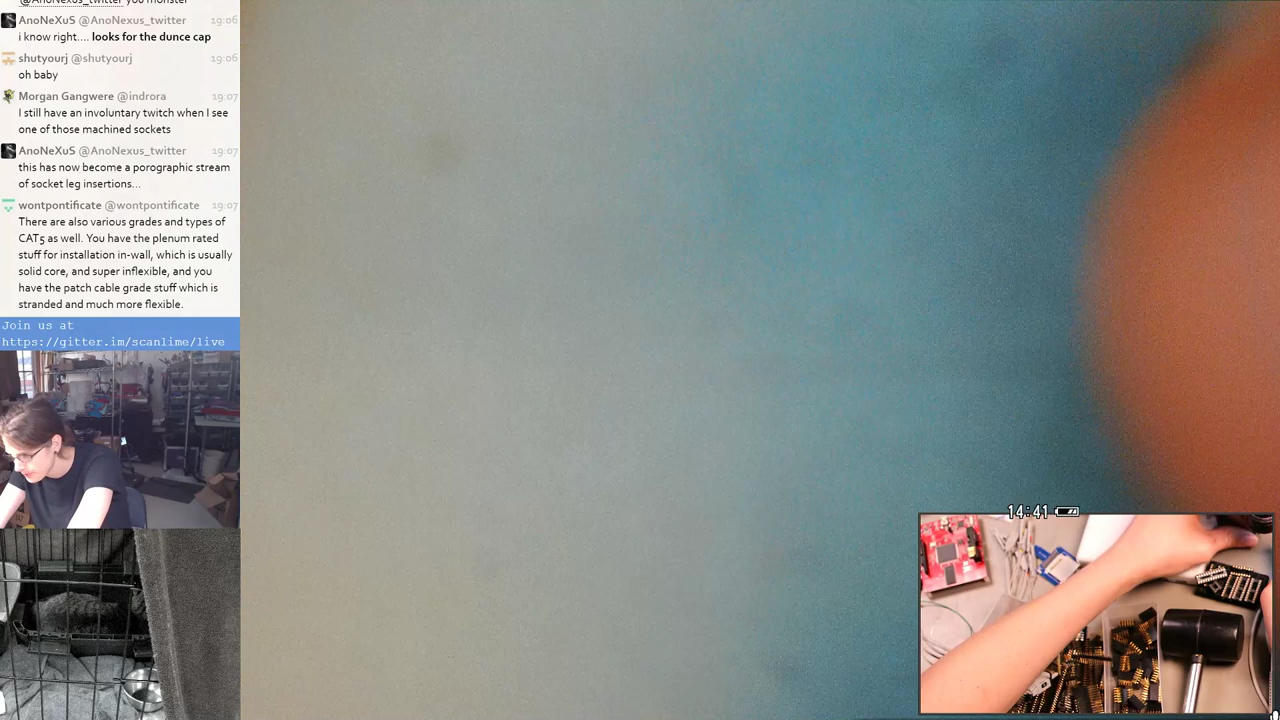 @AnoNexus_twitter you monster
AnoNeXuS @AnoNexus_twitter 19:06
i know right.... looks for the dunce cap
shutyourj @shutyourj 19:06
oh baby
Morgan Gangwere @indrora 19:07
I still have an involuntary twitch when I see
one of those machined sockets
AnoNeXuS @AnoNexus_twitter 19:07
this has now become a porographic stream
of socket leg insertions...
wontpontificate @wontpontificate 19:07
There are also various grades and types of
CAT5 as well. You have the plenum rated
stuff for installation in-wall, which is usually
solid core, and super inflexible, and you
have the patch cable grade stuff which is
stranded and much more flexible.
Join us at
https://gitter.im/scanlime/live
14:41